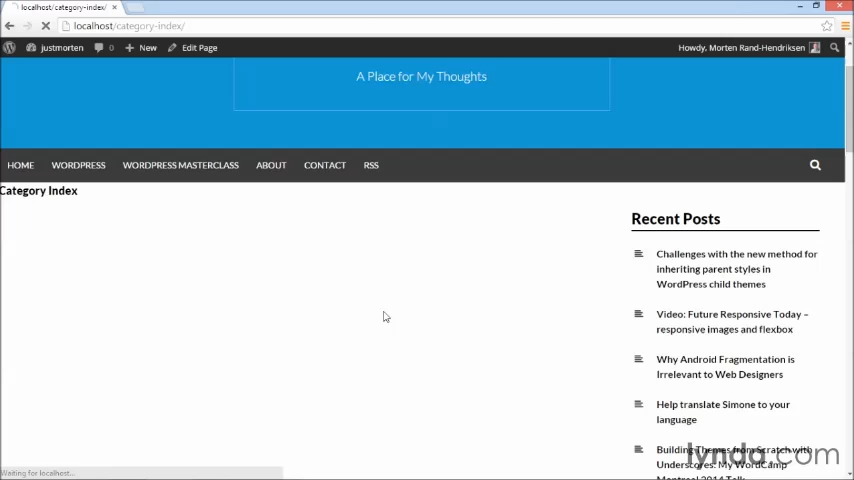 localhost/category-index/
localhost/category-index/
justmorten 0 New Edit Page Howdy, Morten Rand-Hendriksen
A Place for My Thoughts
HOME WORDPRESS WORDPRESS MASTERCLASS ABOUT CONTACT RSS
Category Index
Recent Posts
Challenges with the new method for
inheriting parent styles in
WordPress child themes
Video: Future Responsive Today –
responsive images and flexbox
Why Android Fragmentation is
Irrelevant to Web Designers
Help translate Simone to your
language
Building Themes from Scratch with
Underscores: My WordCamp
Montreal 2014 Talk
lynda.com
Waiting for localhost...